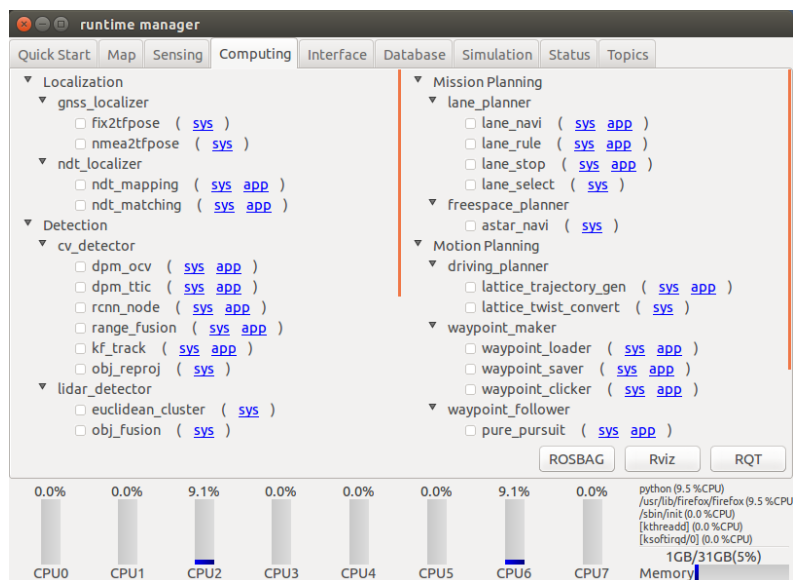 runtime manager
Quick Start Map Sensing Computing Interface Database Simulation Status Topics
Localization
gnss_localizer
fix2tfpose ( sys )
nmea2tfpose ( sys )
ndt_localizer
ndt_mapping ( sys app )
ndt_matching ( sys app )
Detection
cv_detector
dpm_ocv ( sys app )
dpm_ttic ( sys app )
rcnn_node ( sys app )
range_fusion ( sys app )
kf_track ( sys app )
obj_reproj ( sys )
lidar_detector
euclidean_cluster ( sys )
obj_fusion ( sys )
Mission Planning
lane_planner
lane_navi ( sys app )
lane_rule ( sys app )
lane_stop ( sys app )
lane_select ( sys )
freespace_planner
astar_navi ( sys )
Motion Planning
driving_planner
lattice_trajectory_gen ( sys app )
lattice_twist_convert ( sys )
waypoint_maker
waypoint_loader ( sys app )
waypoint_saver ( sys app )
waypoint_clicker ( sys app )
waypoint_follower
pure_pursuit ( sys app )
ROSBAG Rviz RQT
0.0% 0.0% 9.1% 0.0% 0.0% 0.0% 9.1% 0.0%
CPU0 CPU1 CPU2 CPU3 CPU4 CPU5 CPU6 CPU7
python (9.5 %CPU)
/usr/lib/firefox/firefox (9.5 %CPU
/sbin/init (0.0 %CPU)
[kthreadd] (0.0 %CPU)
[ksoftirqd/0] (0.0 %CPU)
1GB/31GB(5%)
Memory